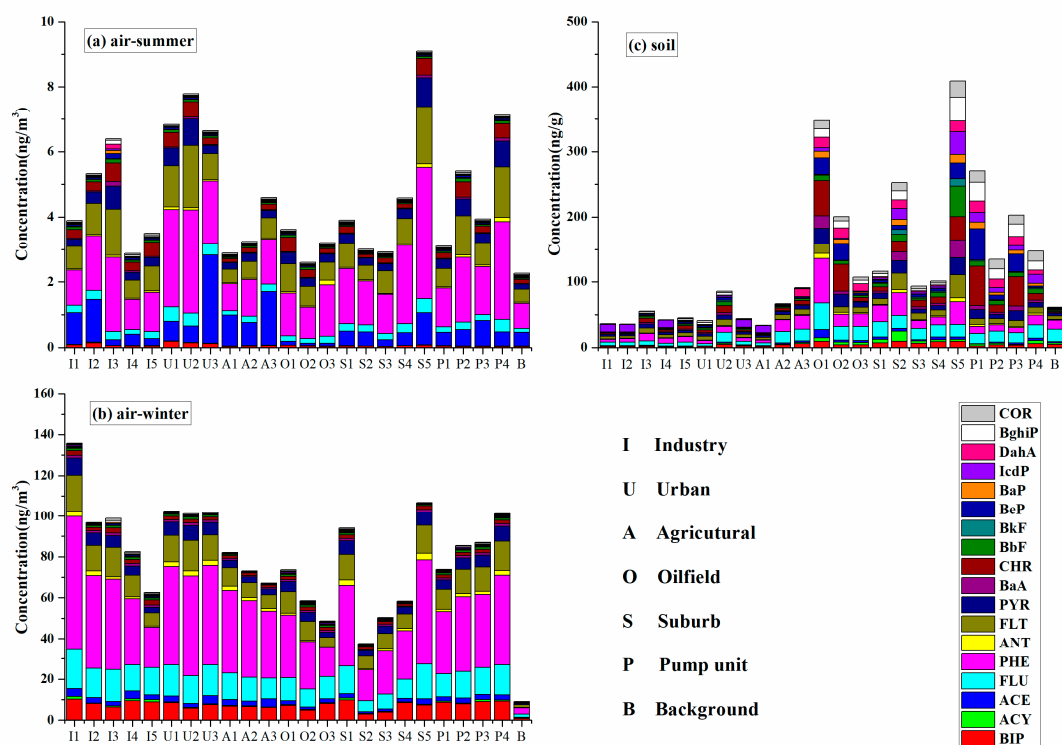 (a) air-summer
Concentration(ng/m³)
10
8
6
4
2
0
I1 I2 I3 I4 I5 U1 U2 U3 A1 A2 A3 O1 O2 O3 S1 S2 S3 S4 S5 P1 P2 P3 P4 B
(c) soil
Concentration(ng/g)
500
400
300
200
100
0
I1 I2 I3 I4 I5 U1 U2 U3 A1 A2 A3 O1 O2 O3 S1 S2 S3 S4 S5 P1 P2 P3 P4 B
(b) air-winter
Concentration(ng/m³)
160
140
120
100
80
60
40
20
0
I1 I2 I3 I4 I5 U1 U2 U3 A1 A2 A3 O1 O2 O3 S1 S2 S3 S4 S5 P1 P2 P3 P4 B
I Industry
U Urban
A Agricutural
O Oilfield
S Suburb
P Pump unit
B Background
COR
BghiP
DahA
IcdP
BaP
BeP
BkF
BbF
CHR
BaA
PYR
FLT
ANT
PHE
FLU
ACE
ACY
BIP